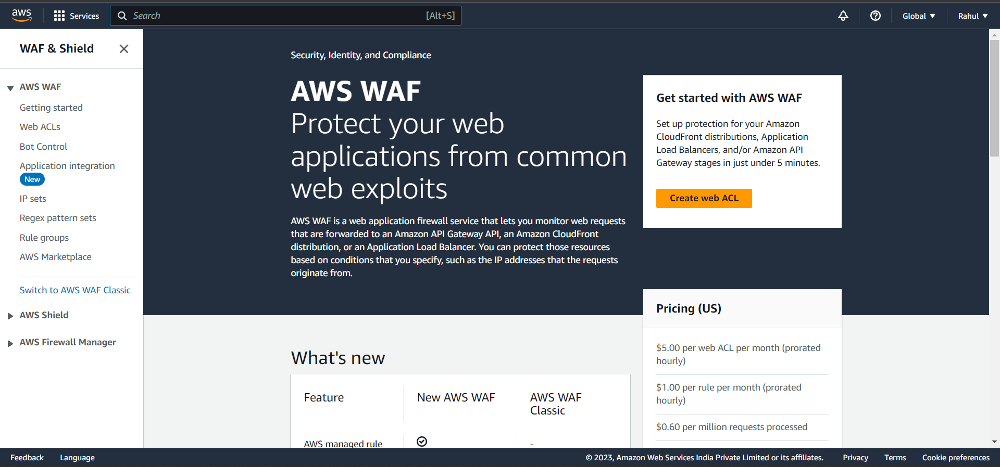 aws
Services
Search
[Alt+S]
Global
Rahul
WAF & Shield
AWS WAF
Getting started
Web ACLs
Bot Control
Application integration
New
IP sets
Regex pattern sets
Rule groups
AWS Marketplace
Switch to AWS WAF Classic
AWS Shield
AWS Firewall Manager
Security, Identity, and Compliance
AWS WAF
Protect your web
applications from common
web exploits
AWS WAF is a web application firewall service that lets you monitor web requests
that are forwarded to an Amazon API Gateway API, an Amazon CloudFront
distribution, or an Application Load Balancer. You can protect those resources
based on conditions that you specify, such as the IP addresses that the requests
originate from.
Get started with AWS WAF
Set up protection for your Amazon
CloudFront distributions, Application
Load Balancers, and/or Amazon API
Gateway stages in just under 5 minutes.
Create web ACL
Pricing (US)
$5.00 per web ACL per month (prorated
hourly)
$1.00 per rule per month (prorated
hourly)
$0.60 per million requests processed
What's new
Feature
New AWS WAF
AWS WAF
Classic
AWS managed rule
-
Feedback
Language
© 2023, Amazon Web Services India Private Limited or its affiliates.
Privacy
Terms
Cookie preferences